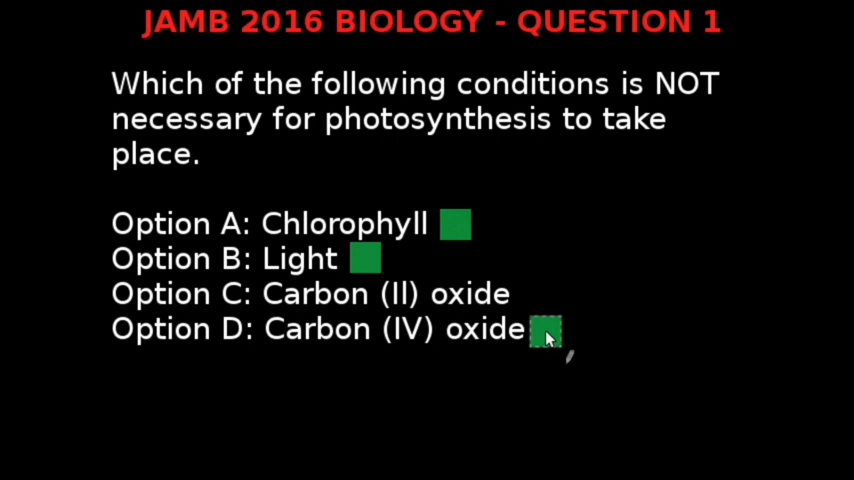 JAMB 2016 BIOLOGY - QUESTION 1
Which of the following conditions is NOT
necessary for photosynthesis to take
place.
Option A: Chlorophyll
Option B: Light
Option C: Carbon (II) oxide
Option D: Carbon (IV) oxide